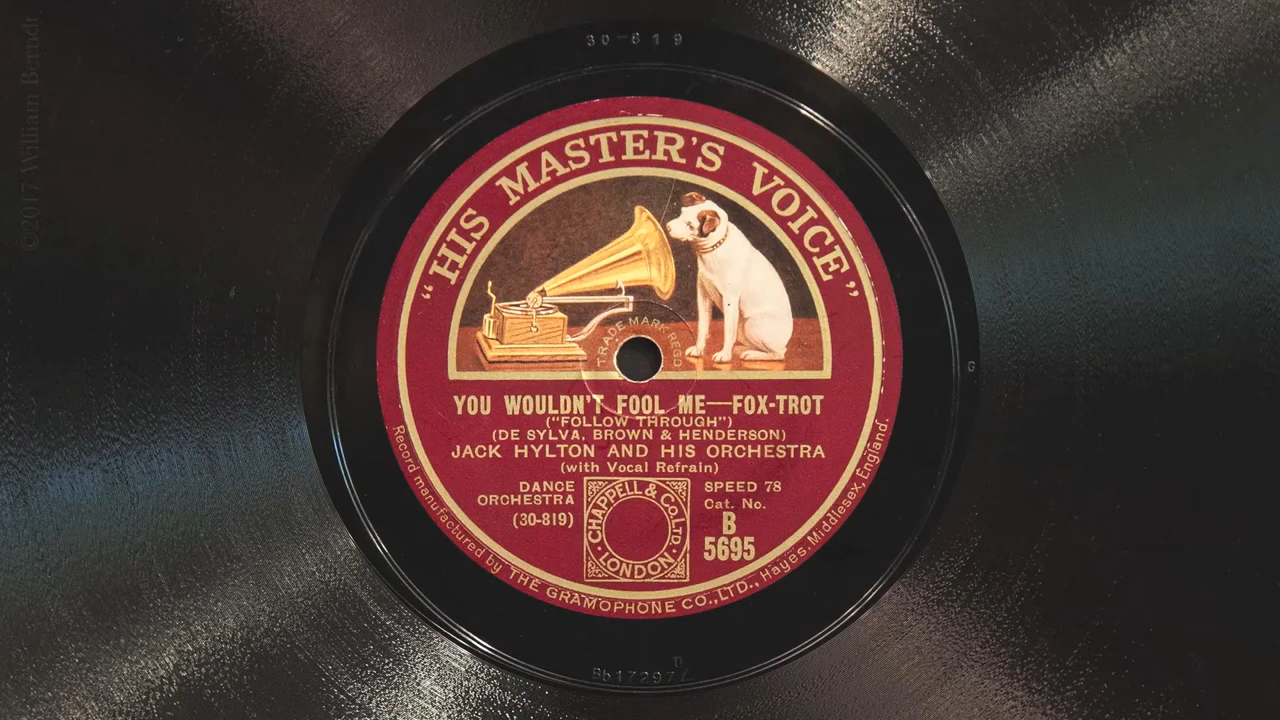 30-819
©2017 William Berndt
"HIS MASTER'S VOICE"
TRADE MARK REGD
YOU WOULDN'T FOOL ME—FOX-TROT
("FOLLOW THROUGH")
(DE SYLVA, BROWN & HENDERSON)
JACK HYLTON AND HIS ORCHESTRA
(with Vocal Refrain)
DANCE
ORCHESTRA
(30-819)
CHAPPELL & CO. LTD.
LONDON
SPEED 78
Cat. No.
B
5695
Record manufactured by THE GRAMOPHONE CO., LTD., Hayes, Middlesex, England.
G
Bb17297
II